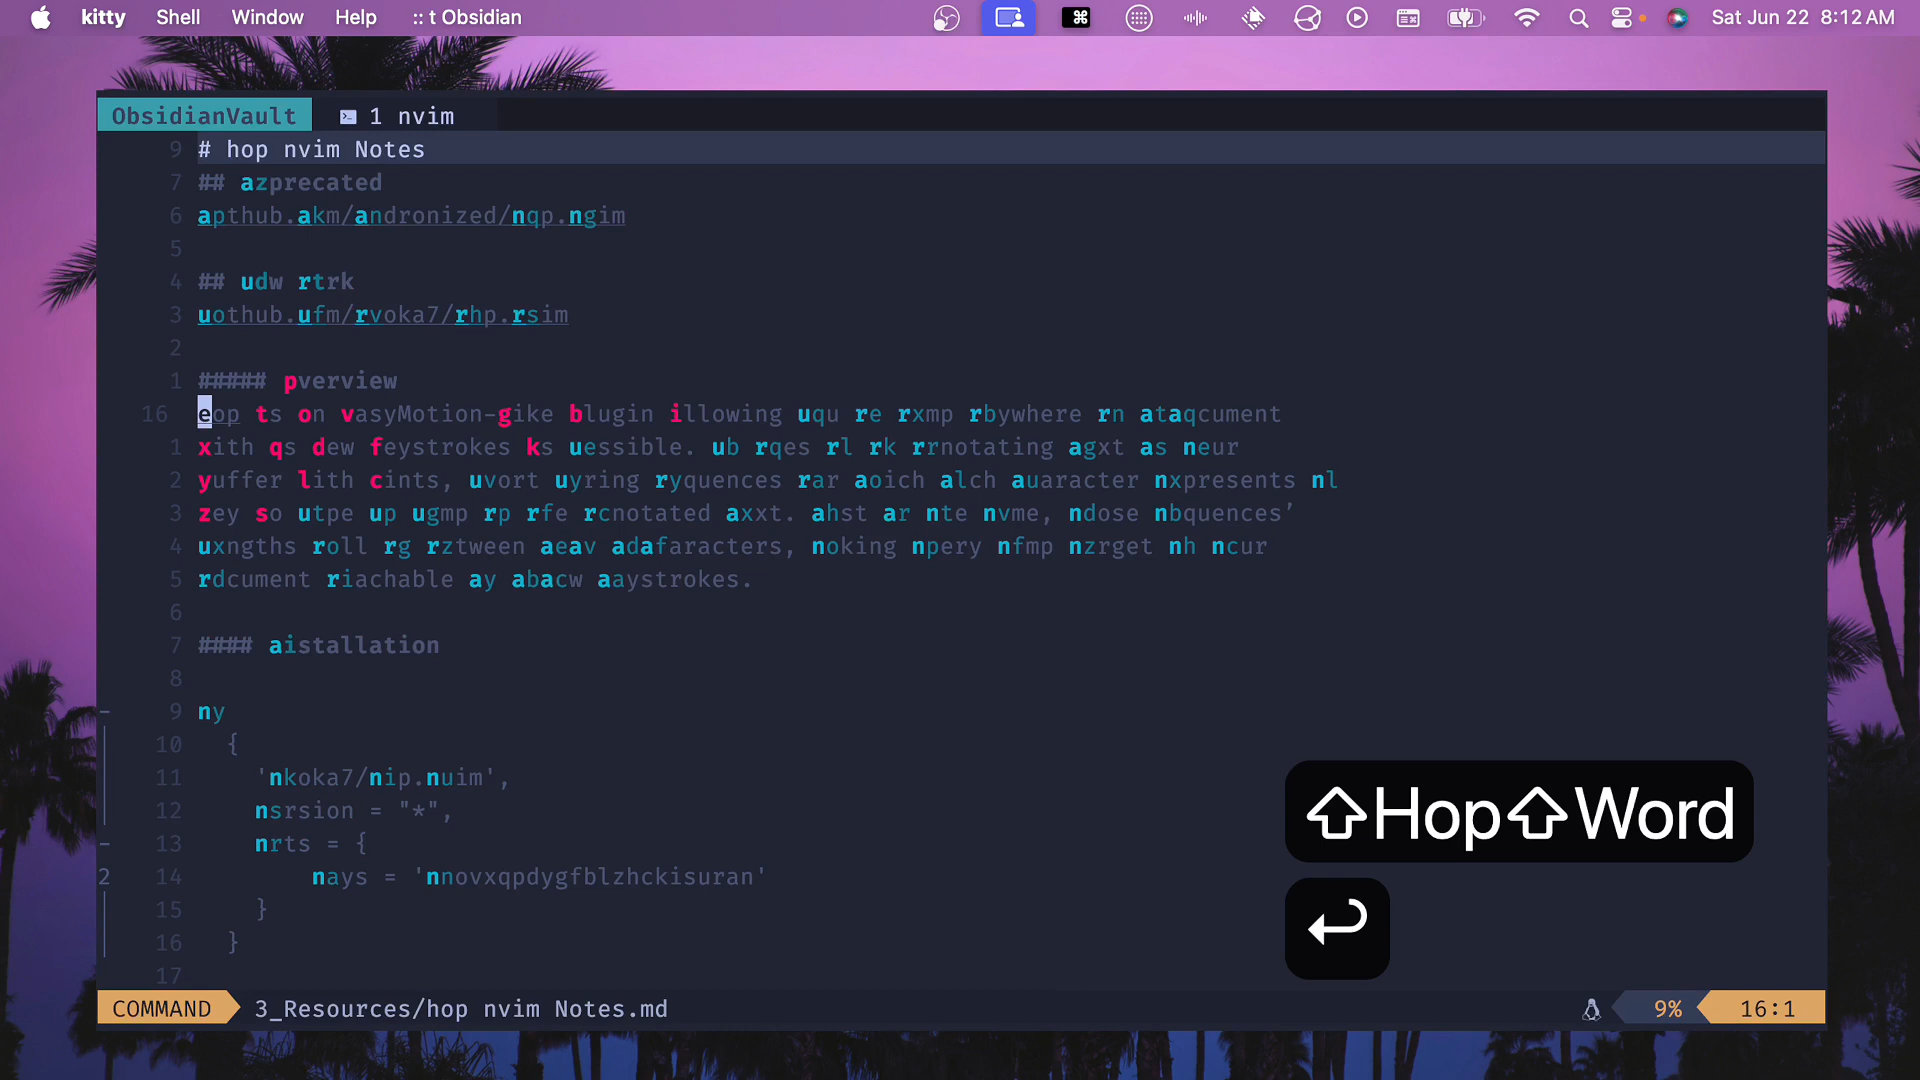 kitty Shell Window Help :: t Obsidian Sat Jun 22 8:12 AM
ObsidianVault 1 nvim
9 # hop nvim Notes
7 ## azprecated
6 apthub.akm/andronized/nqp.ngim
5
4 ## udw rtrk
3 uothub.ufm/rvoka7/rhp.rsim
2
1 ##### pverview
16 eop ts on vasyMotion-gike blugin illowing uqu re rxmp rbywhere rn ataqcument
1 xith qs dew feystrokes ks uessible. ub rqes rl rk rrnotating agxt as neur
2 yuffer lith cints, uvort uyring ryquences rar aoich alch auaracter nxpresents nl
3 zey so utpe up ugmp rp rfe rcnotated axxt. ahst ar nte nvme, ndose nbquences’
4 uxngths roll rg rztween aeav adafaracters, noking npery nfmp nzrget nh ncur
5 rdcument riachable ay abacw aaystrokes.
6
7 #### aistallation
8
9 ny
10 {
11 'nkoka7/nip.nuim',
12 nsrsion = "*",
13 nrts = {
2 14 nays = 'nnovxqpdygfblzhckisuran'
15 }
16 }
17
⇧Hop⇧Word
COMMAND 3_Resources/hop nvim Notes.md 9% 16:1